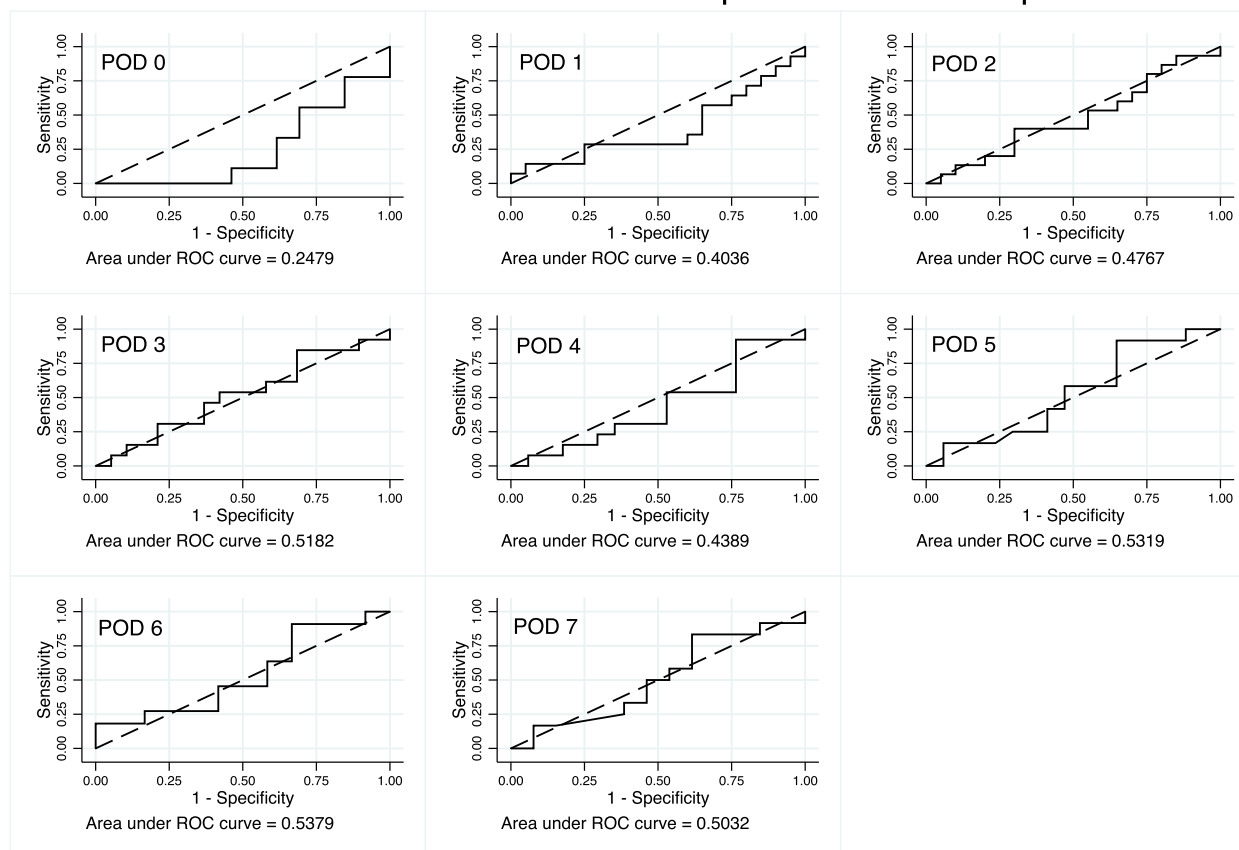 POD 0
Sensitivity
0.00 0.25 0.50 0.75 1.00
0.00 0.25 0.50 0.75 1.00
1 - Specificity
Area under ROC curve = 0.2479
POD 1
Sensitivity
0.00 0.25 0.50 0.75 1.00
0.00 0.25 0.50 0.75 1.00
1 - Specificity
Area under ROC curve = 0.4036
POD 2
Sensitivity
0.00 0.25 0.50 0.75 1.00
0.00 0.25 0.50 0.75 1.00
1 - Specificity
Area under ROC curve = 0.4767
POD 3
Sensitivity
0.00 0.25 0.50 0.75 1.00
0.00 0.25 0.50 0.75 1.00
1 - Specificity
Area under ROC curve = 0.5182
POD 4
Sensitivity
0.00 0.25 0.50 0.75 1.00
0.00 0.25 0.50 0.75 1.00
1 - Specificity
Area under ROC curve = 0.4389
POD 5
Sensitivity
0.00 0.25 0.50 0.75 1.00
0.00 0.25 0.50 0.75 1.00
1 - Specificity
Area under ROC curve = 0.5319
POD 6
Sensitivity
0.00 0.25 0.50 0.75 1.00
0.00 0.25 0.50 0.75 1.00
1 - Specificity
Area under ROC curve = 0.5379
POD 7
Sensitivity
0.00 0.25 0.50 0.75 1.00
0.00 0.25 0.50 0.75 1.00
1 - Specificity
Area under ROC curve = 0.5032